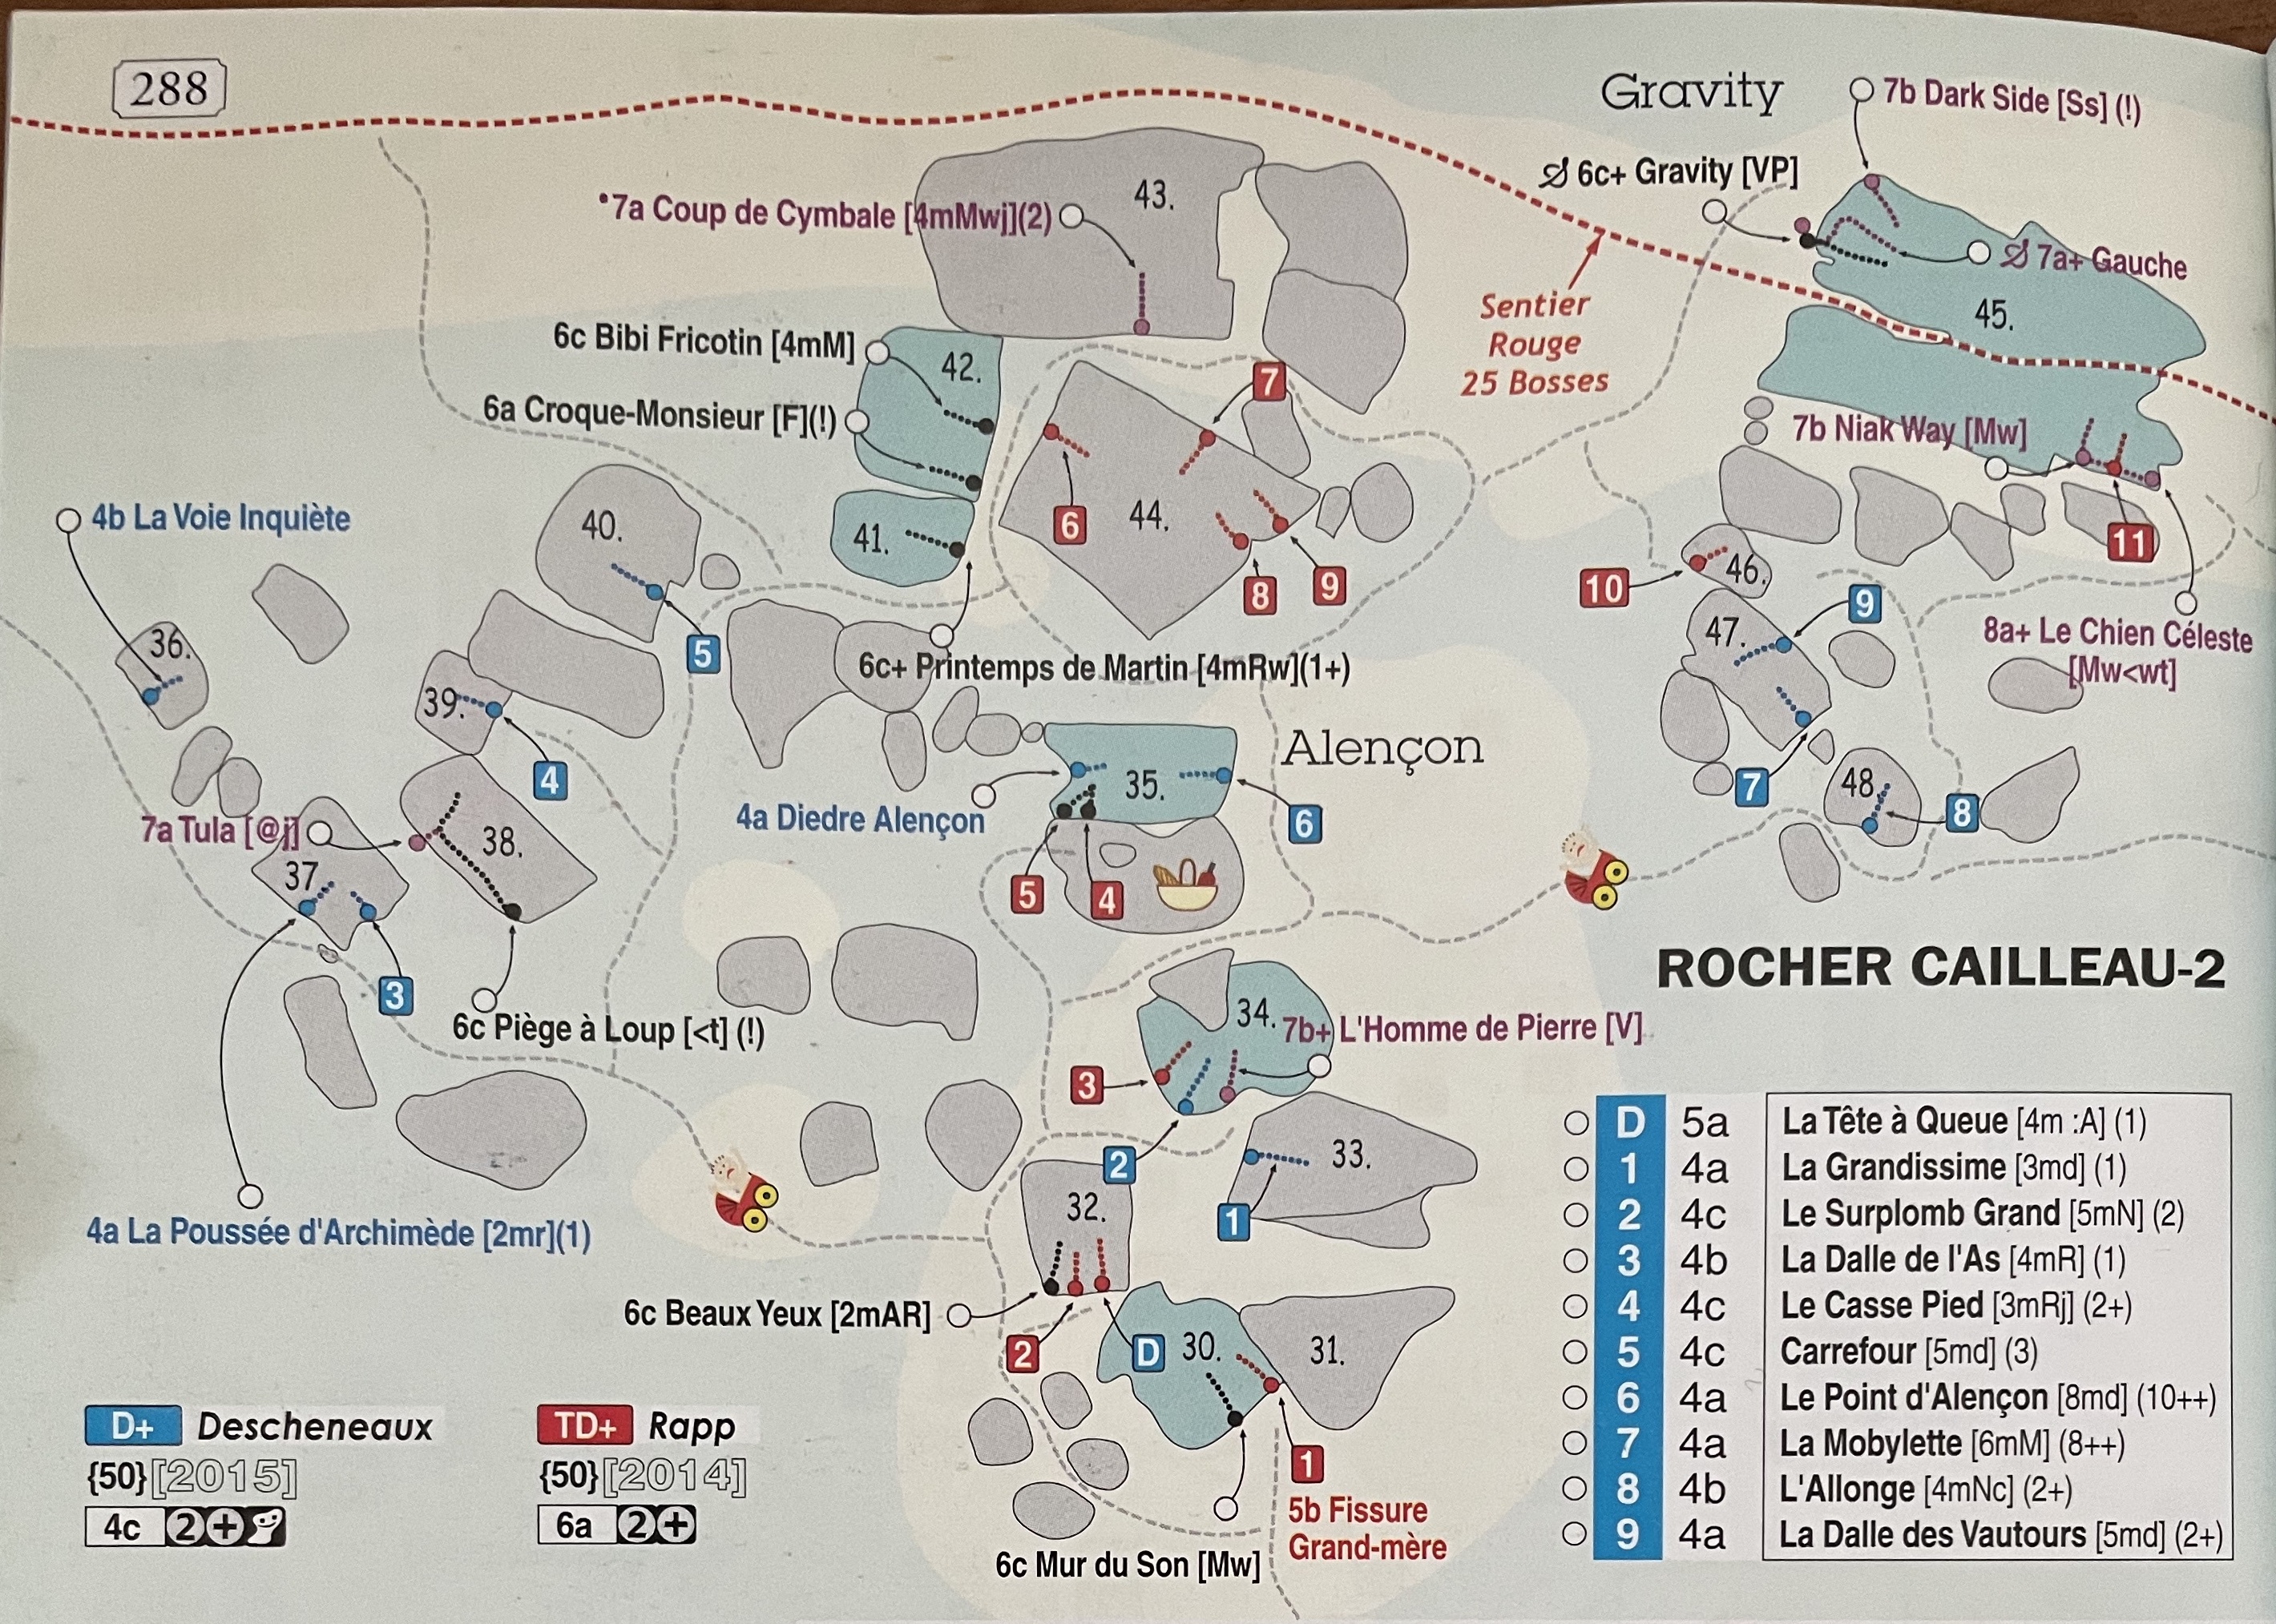 288
Gravity
7b Dark Side [Ss] (!)
6c+ Gravity [VP]
7a+ Gauche
45.
43.
•7a Coup de Cymbale [4mMwj](2)
Sentier
Rouge
25 Bosses
6c Bibi Fricotin [4mM]
42.
6a Croque-Monsieur [F](!)
7
7b Niak Way [Mw]
4b La Voie Inquiète
40.
41.
6
44.
8
9
11
10
46.
9
36.
5
6c+ Printemps de Martin [4mRw](1+)
47.
8a+ Le Chien Céleste
[Mw<wt]
39.
4
Alençon
35.
4a Diedre Alençon
6
7
48.
8
7a Tula [@j]
38.
37
5
4
3
6c Piège à Loup [<t] (!)
ROCHER CAILLEAU-2
34.
7b+ L'Homme de Pierre [V]
3
2
33.
1
32.
4a La Poussée d'Archimède [2mr](1)
6c Beaux Yeux [2mAR]
2
D
30.
31.
1
5b Fissure
Grand-mère
6c Mur du Son [Mw]
D+ Descheneaux
{50}[2015]
4c 2+
TD+ Rapp
{50}[2014]
6a 2+
D 5a La Tête à Queue [4m :A] (1)
1 4a La Grandissime [3md] (1)
2 4c Le Surplomb Grand [5mN] (2)
3 4b La Dalle de l'As [4mR] (1)
4 4c Le Casse Pied [3mRj] (2+)
5 4c Carrefour [5md] (3)
6 4a Le Point d'Alençon [8md] (10++)
7 4a La Mobylette [6mM] (8++)
8 4b L'Allonge [4mNc] (2+)
9 4a La Dalle des Vautours [5md] (2+)